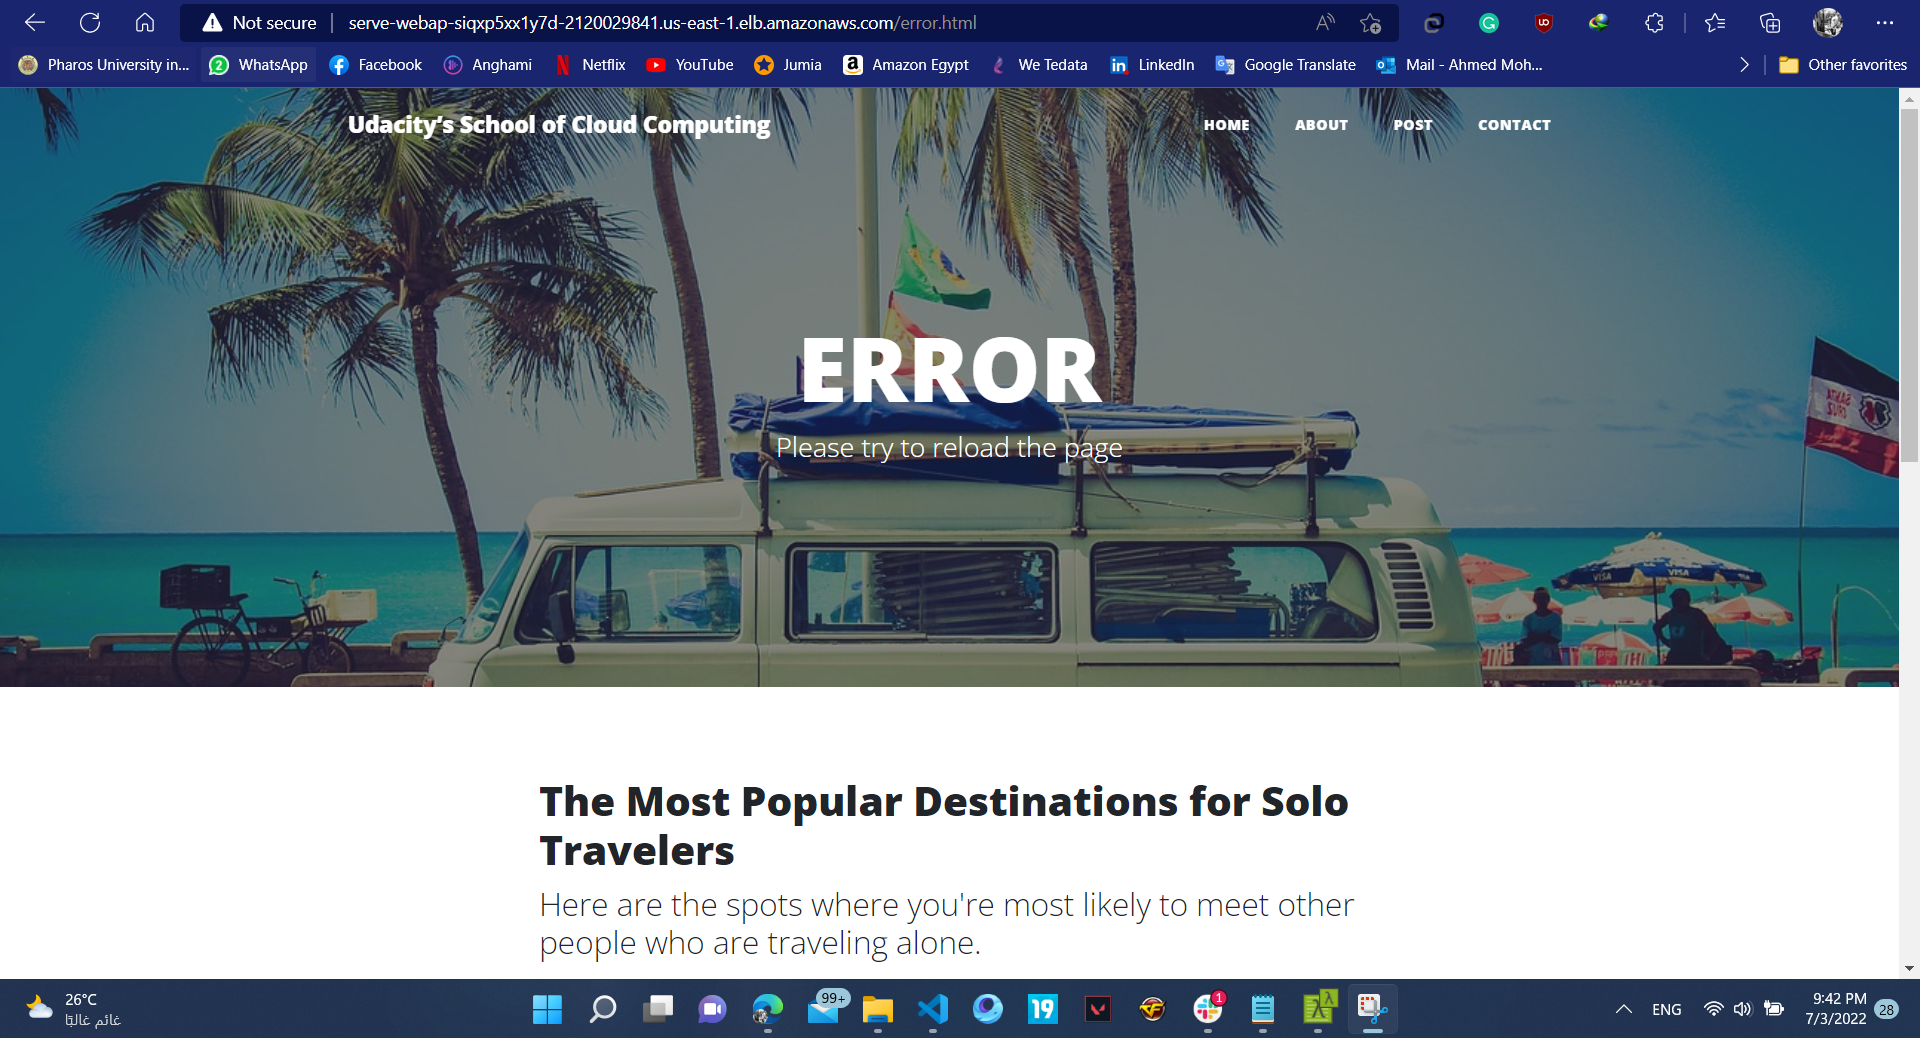 Not secure
serve-webap-siqxp5xx1y7d-2120029841.us-east-1.elb.amazonaws.com/error.html
Pharos University in...
WhatsApp
Facebook
Anghami
Netflix
YouTube
Jumia
Amazon Egypt
We Tedata
LinkedIn
Google Translate
Mail - Ahmed Moh...
Other favorites
Udacity's School of Cloud Computing
HOME
ABOUT
POST
CONTACT
ERROR
Please try to reload the page
SANTA
CRUZ
VISA
VISA
The Most Popular Destinations for Solo
Travelers
Here are the spots where you're most likely to meet other
people who are traveling alone.
26°C
غائم غالبًا
99+
19
1
ENG
9:42 PM
7/3/2022
28